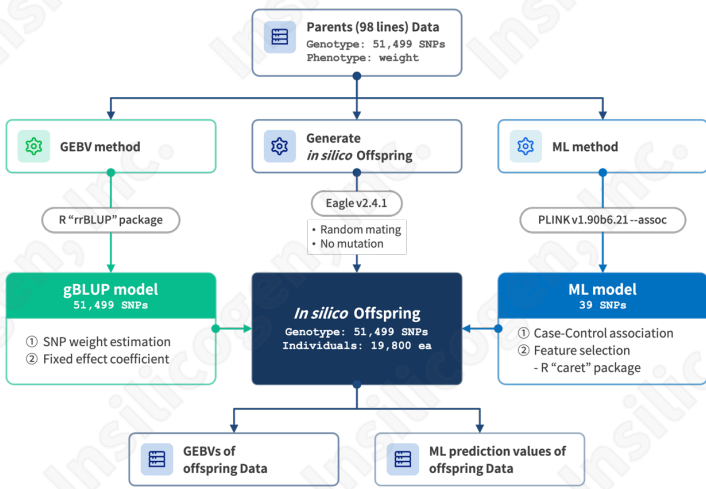 Parents (98 lines) Data
Genotype: 51,499 SNPs
Phenotype: weight
GEBV method
Generate
in silico Offspring
ML method
R “rrBLUP” package
Eagle v2.4.1
• Random mating
• No mutation
PLINK v1.90b6.21 --assoc
gBLUP model
51,499 SNPs
① SNP weight estimation
② Fixed effect coefficient
In silico Offspring
Genotype: 51,499 SNPs
Individuals: 19,800 ea
ML model
39 SNPs
① Case-Control association
② Feature selection
- R “caret” package
GEBVs of
offspring Data
ML prediction values of
offspring Data
Insilicogen, Inc.